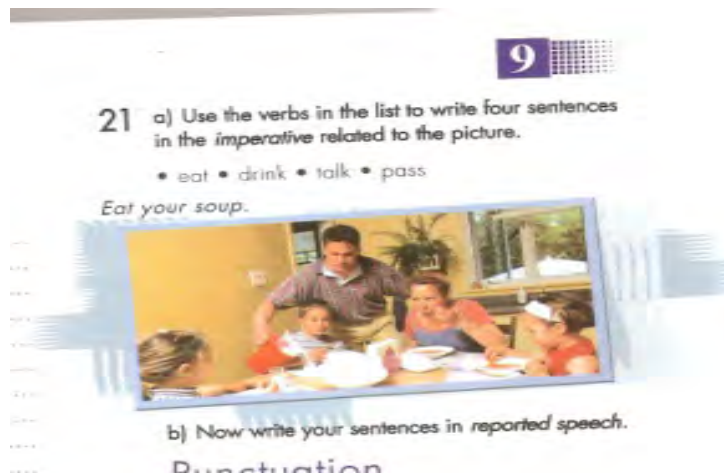 9
21 a) Use the verbs in the list to write four sentences
in the imperative related to the picture.
• eat • drink • talk • pass
Eat your soup.
b) Now write your sentences in reported speech.
Punctuation